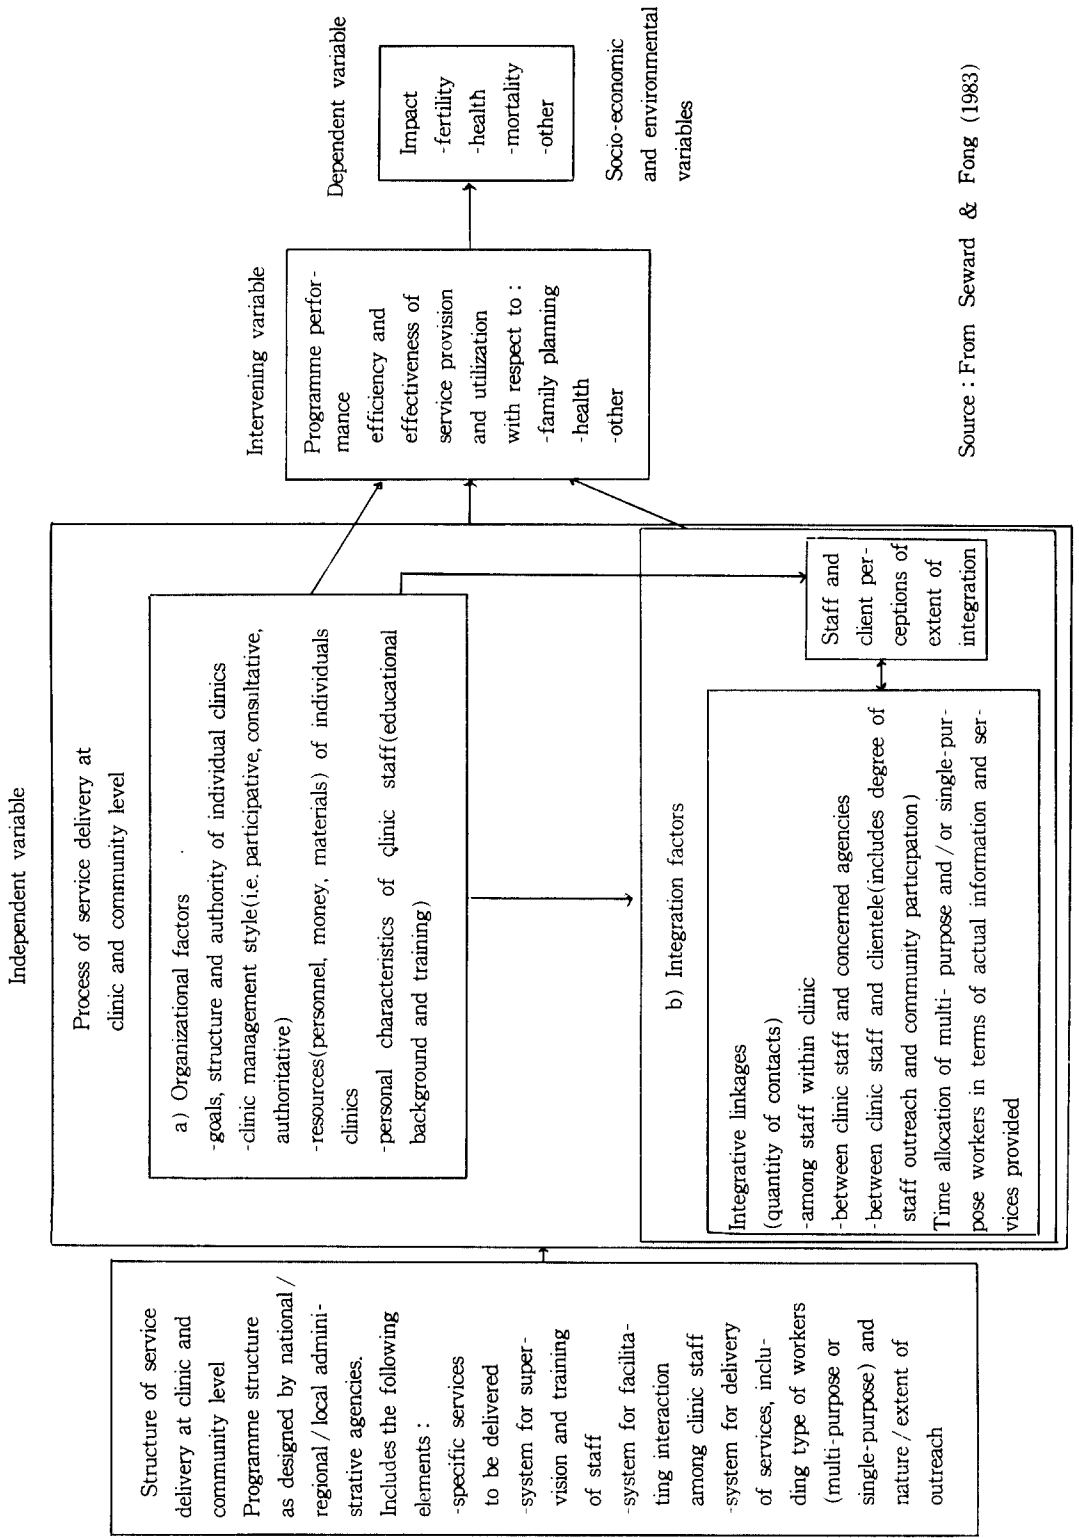 Independent variable
Structure of service
delivery at clinic and
community level
Programme structure
as designed by national /
regional / local admini-
strative agencies.
Includes the following
elements :
-specific services
to be delivered
-system for super-
vision and training
of staff
-system for facilita-
ting interaction
among clinic staff
-system for delivery
of services, inclu-
ding type of workers
(multi-purpose or
single-purpose) and
nature / extent of
outreach
Process of service delivery at
clinic and community level
a) Organizational factors
-goals, structure and authority of individual clinics
-clinic management style(i.e. participative, consultative,
authoritative)
-resources(personnel, money, materials) of individuals
clinics
-personal characteristics of clinic staff(educational
background and training)
b) Integration factors
Integrative linkages
(quantity of contacts)
-among staff within clinic
-between clinic staff and concerned agencies
-between clinic staff and clientele(includes degree of
staff outreach and community participation)
Time allocation of multi- purpose and / or single-pur-
pose workers in terms of actual information and ser-
vices provided
Staff and
client per-
ceptions of
extent of
integration
Intervening variable
Programme perfor-
mance
efficiency and
effectiveness of
service provision
and utilization
with respect to :
-family planning
-health
-other
Dependent variable
Impact
-fertility
-health
-mortality
-other
Socio-economic
and environmental
variables
Source : From Seward & Fong (1983)